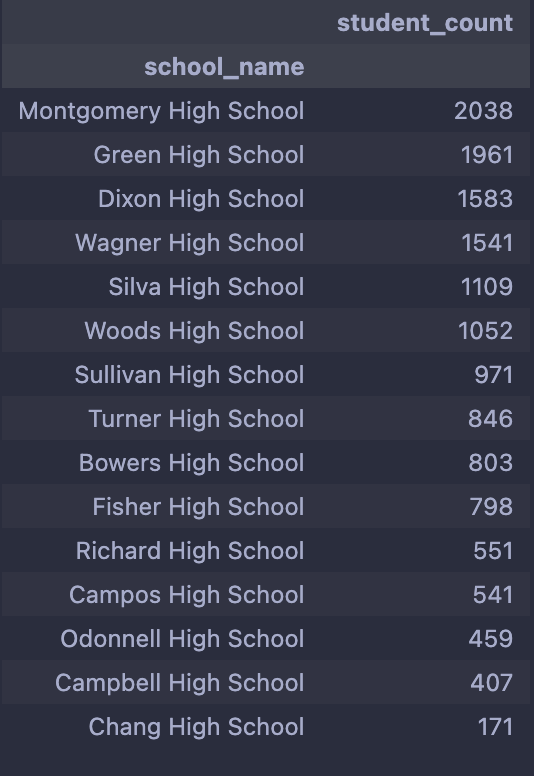 student_count
school_name
Montgomery High School 2038
Green High School 1961
Dixon High School 1583
Wagner High School 1541
Silva High School 1109
Woods High School 1052
Sullivan High School 971
Turner High School 846
Bowers High School 803
Fisher High School 798
Richard High School 551
Campos High School 541
Odonnell High School 459
Campbell High School 407
Chang High School 171